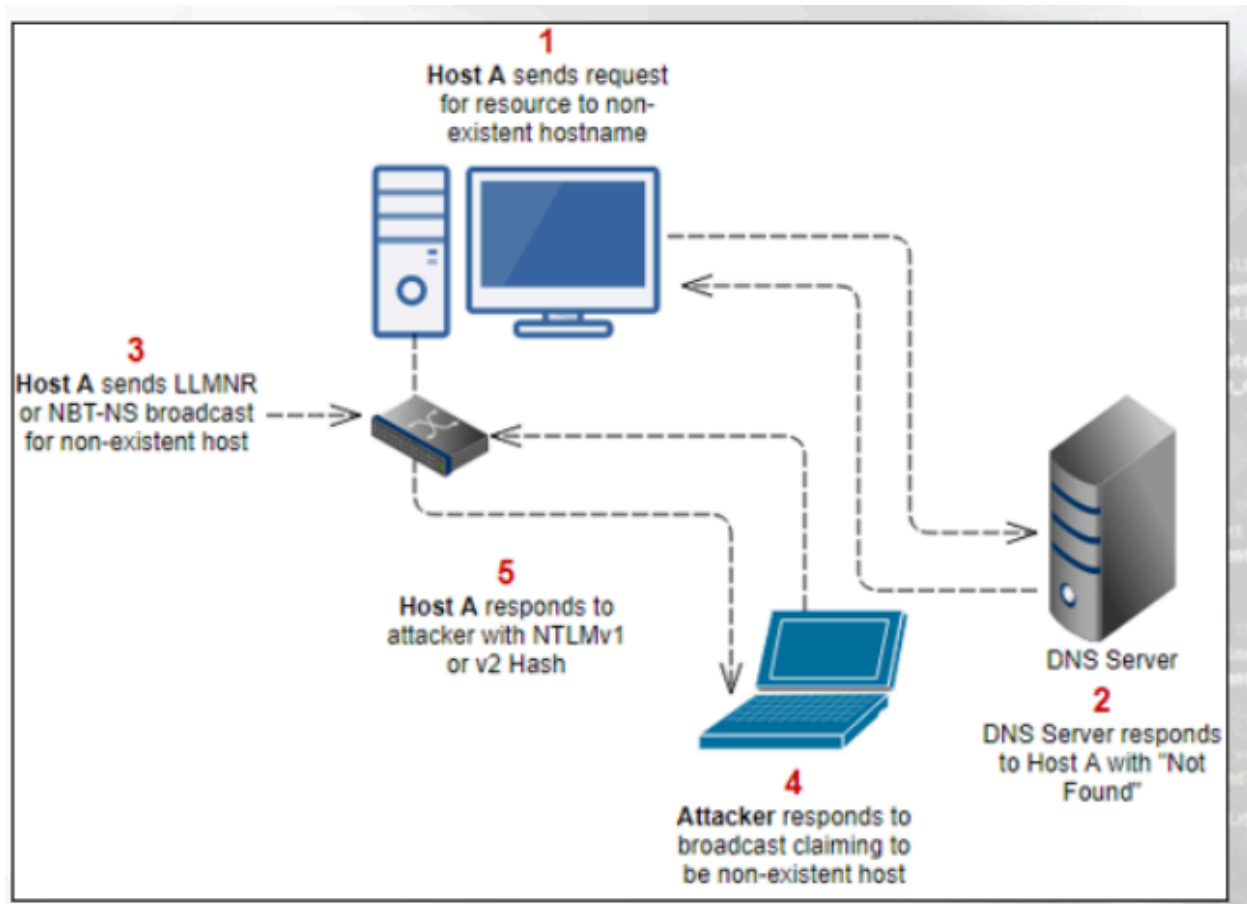 1
Host A sends request
for resource to non-
existent hostname
3
Host A sends LLMNR
or NBT-NS broadcast
for non-existent host
5
Host A responds to
attacker with NTLMv1
or v2 Hash
DNS Server
2
DNS Server responds
to Host A with "Not
Found"
4
Attacker responds to
broadcast claiming to
be non-existent host